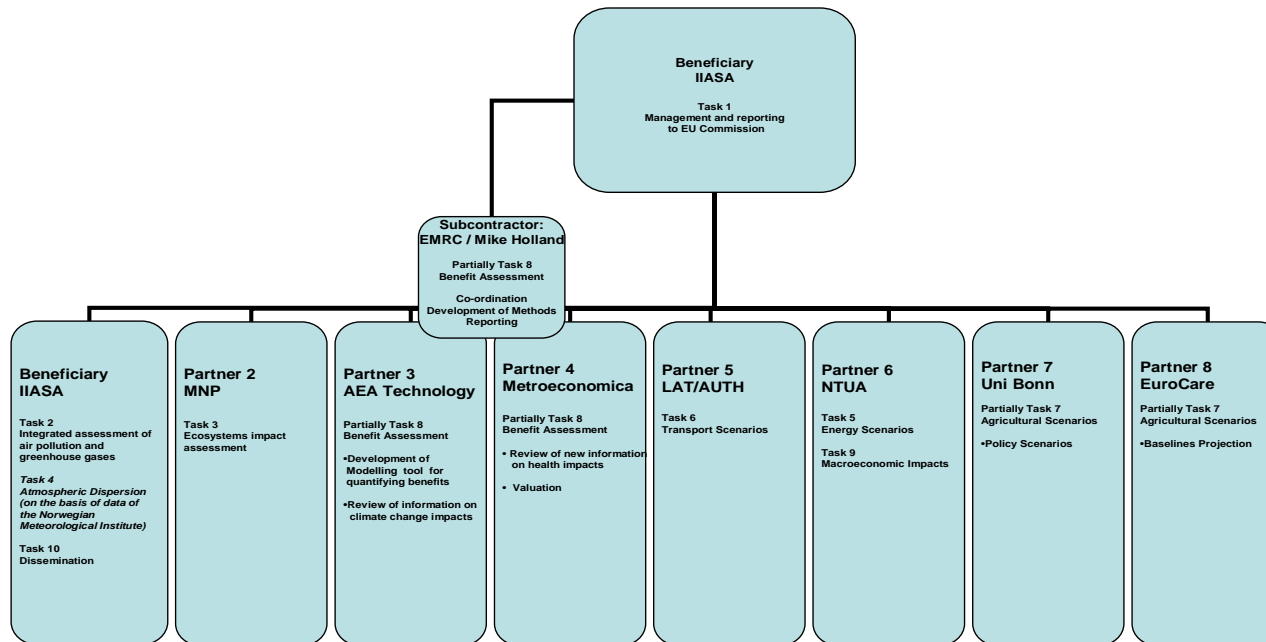 Beneficiary
IIASA
Task 1
Management and reporting
to EU Commission
Subcontractor:
EMRC / Mike Holland
Partially Task 8
Benefit Assessment
Co-ordination
Development of Methods
Reporting
Beneficiary
IIASA
Task 2
Integrated assessment of
air pollution and
greenhouse gases
Task 4
Atmospheric Dispersion
(on the basis of data of
the Norwegian
Meteorological Institute)
Task 10
Dissemination
Partner 2
MNP
Task 3
Ecosystems impact
assessment
Partner 3
AEA Technology
Partially Task 8
Benefit Assessment
•Development of
Modelling tool for
quantifying benefits
•Review of information on
climate change impacts
Partner 4
Metroeconomica
Partially Task 8
Benefit Assessment
• Review of new information
on health impacts
• Valuation
Partner 5
LAT/AUTH
Task 6
Transport Scenarios
Partner 6
NTUA
Task 5
Energy Scenarios
Task 9
Macroeconomic Impacts
Partner 7
Uni Bonn
Partially Task 7
Agricultural Scenarios
•Policy Scenarios
Partner 8
EuroCare
Partially Task 7
Agricultural Scenarios
•Baselines Projection